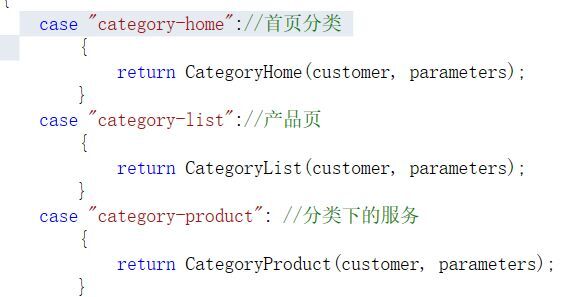 {
case "category-home"://首页分类
{
return CategoryHome(customer, parameters);
}
case "category-list"://产品页
{
return CategoryList(customer, parameters);
}
case "category-product": //分类下的服务
{
return CategoryProduct(customer, parameters);
}